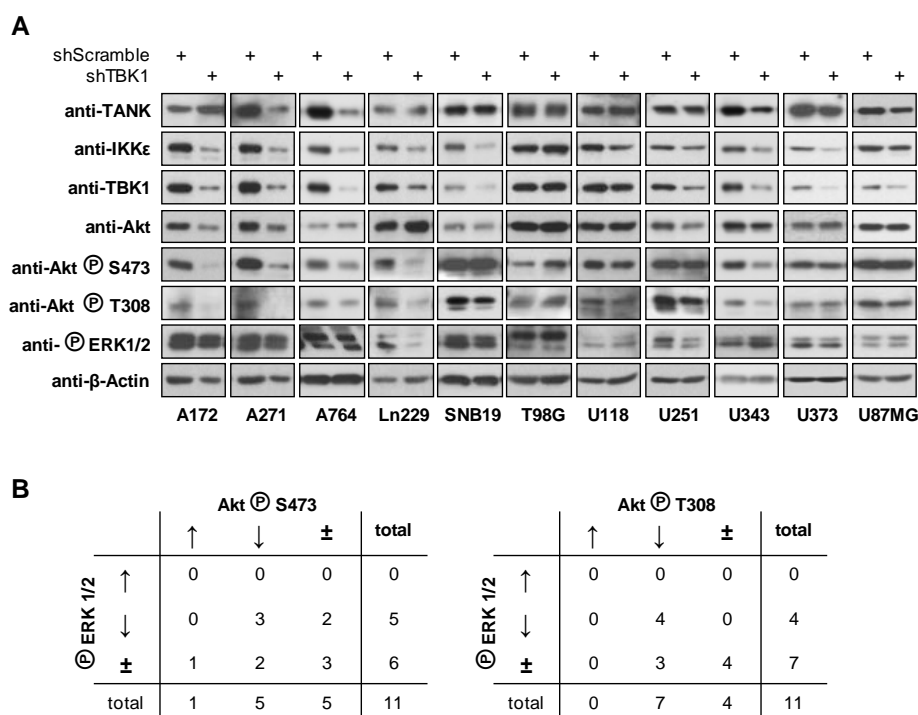 A
shScramble + + + + + + + + + + +
shTBK1 + + + + + + + + + + +
anti-TANK
anti-IKKε
anti-TBK1
anti-Akt
anti-Akt Ⓟ S473
anti-Akt Ⓟ T308
anti- Ⓟ ERK1/2
anti-β-Actin
A172 A271 A764 Ln229 SNB19 T98G U118 U251 U343 U373 U87MG
B
Akt Ⓟ S473
↑ ↓ ± total
Ⓟ ERK 1/2
↑ 0 0 0 0
↓ 0 3 2 5
± 1 2 3 6
total 1 5 5 11
Akt Ⓟ T308
↑ ↓ ± total
Ⓟ ERK 1/2
↑ 0 0 0 0
↓ 0 4 0 4
± 0 3 4 7
total 0 7 4 11